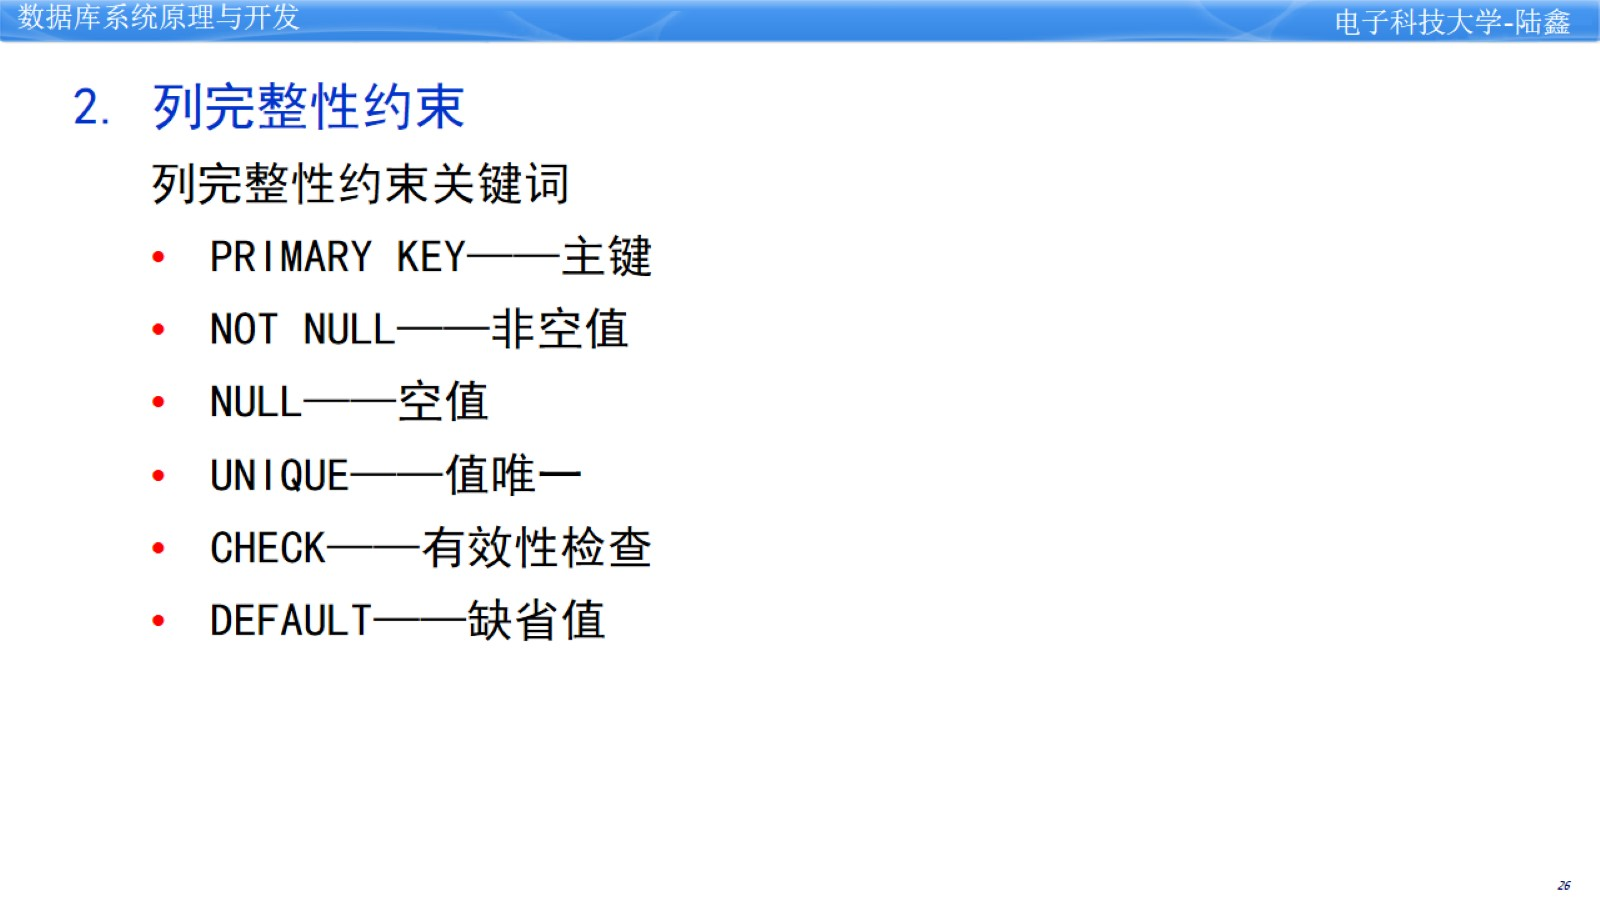 数据库系统原理与开发
电子科技大学-陆鑫
2. 列完整性约束
列完整性约束关键词
• PRIMARY KEY——主键
• NOT NULL——非空值
• NULL——空值
• UNIQUE——值唯一
• CHECK——有效性检查
• DEFAULT——缺省值
26